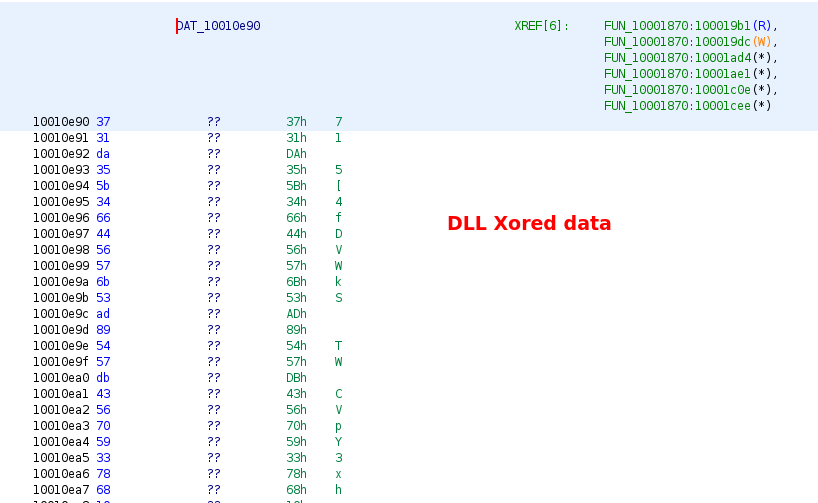 DAT_10010e90 XREF[6]: FUN_10001870:100019b1(R),
FUN_10001870:100019dc(W),
FUN_10001870:10001ad4(*),
FUN_10001870:10001ae1(*),
FUN_10001870:10001c0e(*),
FUN_10001870:10001cee(*)
10010e90 37 ?? 37h 7
10010e91 31 ?? 31h 1
10010e92 da ?? DAh
10010e93 35 ?? 35h 5
10010e94 5b ?? 5Bh [
10010e95 34 ?? 34h 4
10010e96 66 ?? 66h f
10010e97 44 ?? 44h D
DLL Xored data
10010e98 56 ?? 56h V
10010e99 57 ?? 57h W
10010e9a 6b ?? 6Bh k
10010e9b 53 ?? 53h S
10010e9c ad ?? ADh
10010e9d 89 ?? 89h
10010e9e 54 ?? 54h T
10010e9f 57 ?? 57h W
10010ea0 db ?? DBh
10010ea1 43 ?? 43h C
10010ea2 56 ?? 56h V
10010ea3 70 ?? 70h p
10010ea4 59 ?? 59h Y
10010ea5 33 ?? 33h 3
10010ea6 78 ?? 78h x
10010ea7 68 ?? 68h h